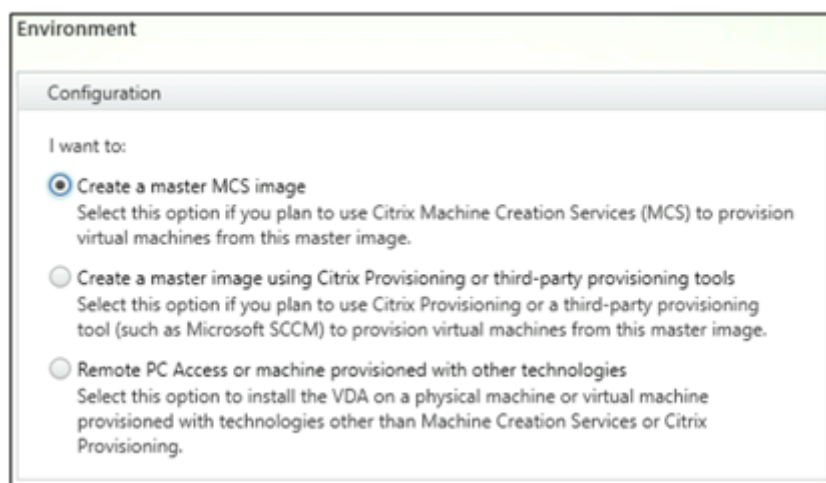 Environment
Configuration
I want to:
Create a master MCS image
Select this option if you plan to use Citrix Machine Creation Services (MCS) to provision
virtual machines from this master image.
Create a master image using Citrix Provisioning or third-party provisioning tools
Select this option if you plan to use Citrix Provisioning or a third-party provisioning
tool (such as Microsoft SCCM) to provision virtual machines from this master image.
Remote PC Access or machine provisioned with other technologies
Select this option to install the VDA on a physical machine or virtual machine
provisioned with technologies other than Machine Creation Services or Citrix
Provisioning.